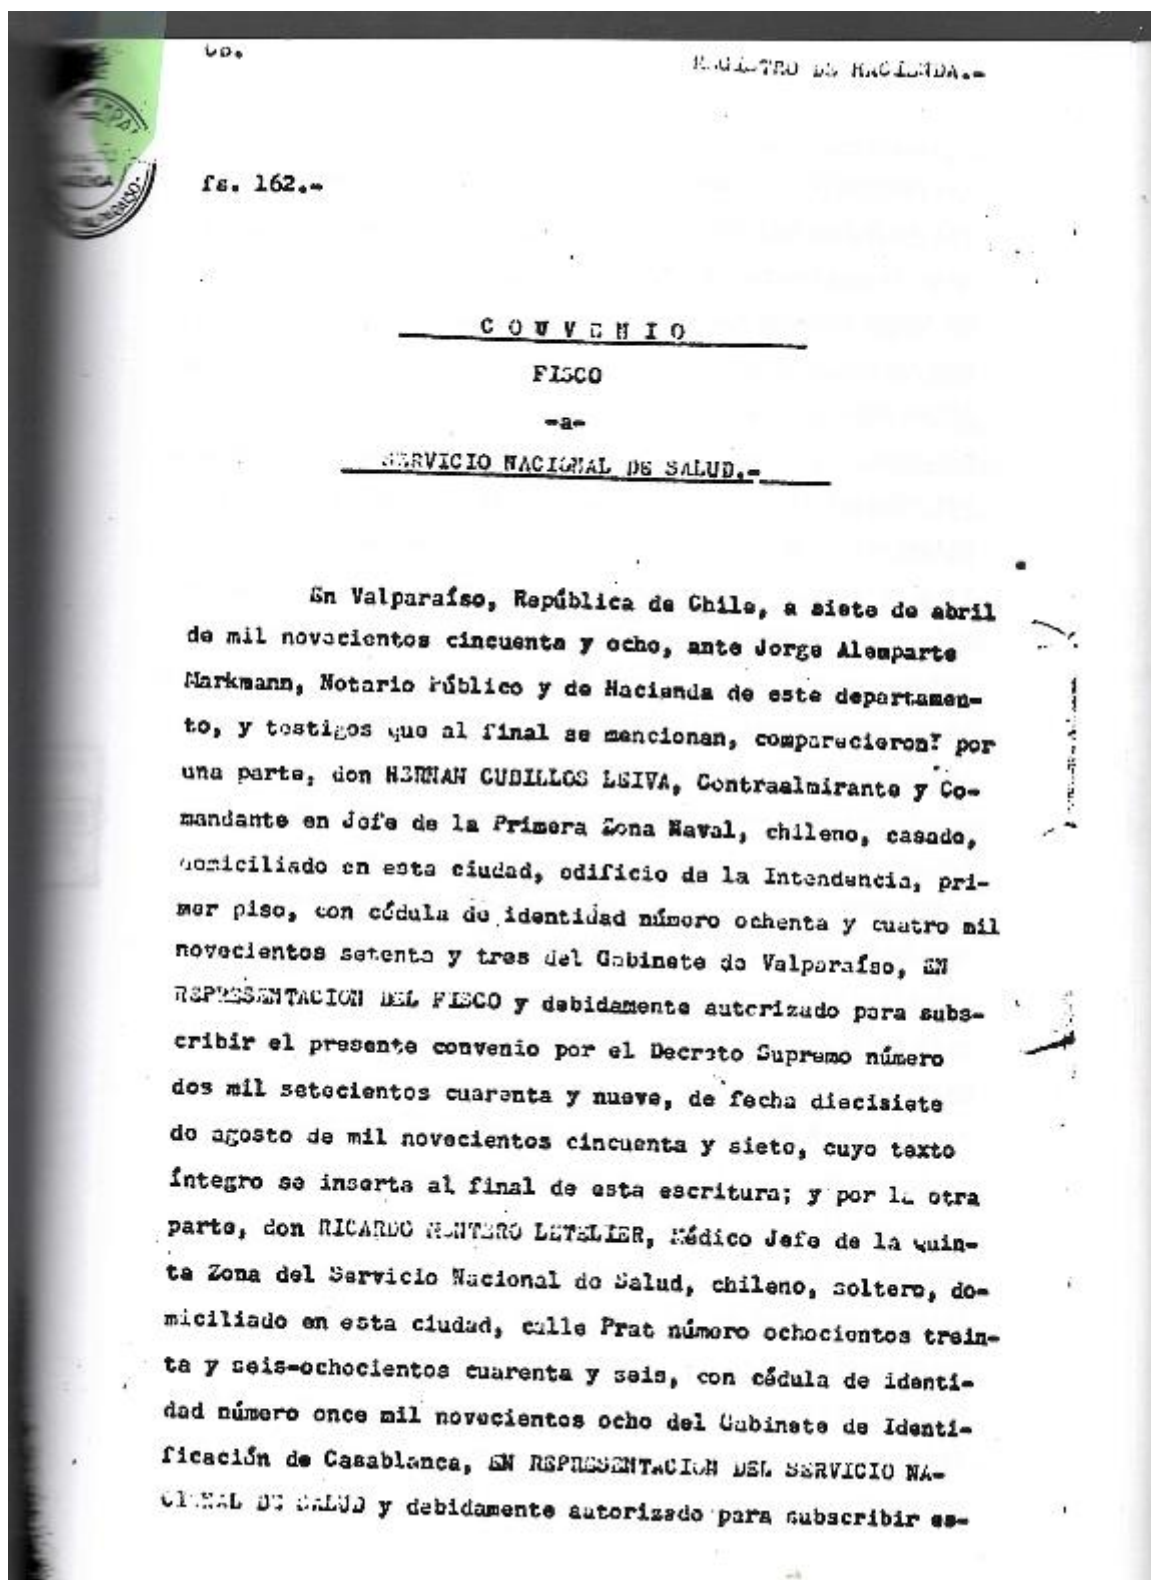 REGISTRO DE HACIENDA.-
fs. 162.-
CONVENIO
FISCO
-a-
SERVICIO NACIONAL DE SALUD.-
En Valparaíso, República de Chile, a siete de abril
de mil novecientos cincuenta y ocho, ante Jorge Alemparte
Markmann, Notario Público y de Hacienda de este departamen-
to, y testigos que al final se mencionan, comparecieron: por
una parte, don HERNAN CUBILLOS LEIVA, Contraalmirante y Co-
mandante en Jefe de la Primera Zona Naval, chileno, casado,
domiciliado en esta ciudad, edificio de la Intendencia, pri-
mer piso, con cédula de identidad número ochenta y cuatro mil
novecientos setenta y tres del Gabinete de Valparaíso, EN
REPRESENTACION DEL FISCO y debidamente autorizado para subs-
cribir el presente convenio por el Decreto Supremo número
dos mil setecientos cuarenta y nueve, de fecha diecisiete
de agosto de mil novecientos cincuenta y siete, cuyo texto
íntegro se inserta al final de esta escritura; y por la otra
parte, don RICARDO MONTERO LETELIER, Médico Jefe de la Quin-
ta Zona del Servicio Nacional de Salud, chileno, soltero, do-
miciliado en esta ciudad, calle Prat número ochocientos trein-
ta y seis-ochocientos cuarenta y seis, con cédula de identi-
dad número once mil novecientos ocho del Gabinete de Identi-
ficación de Casablanca, EN REPRESENTACION DEL SERVICIO NA-
CIONAL DE SALUD y debidamente autorizado para subscribir es-